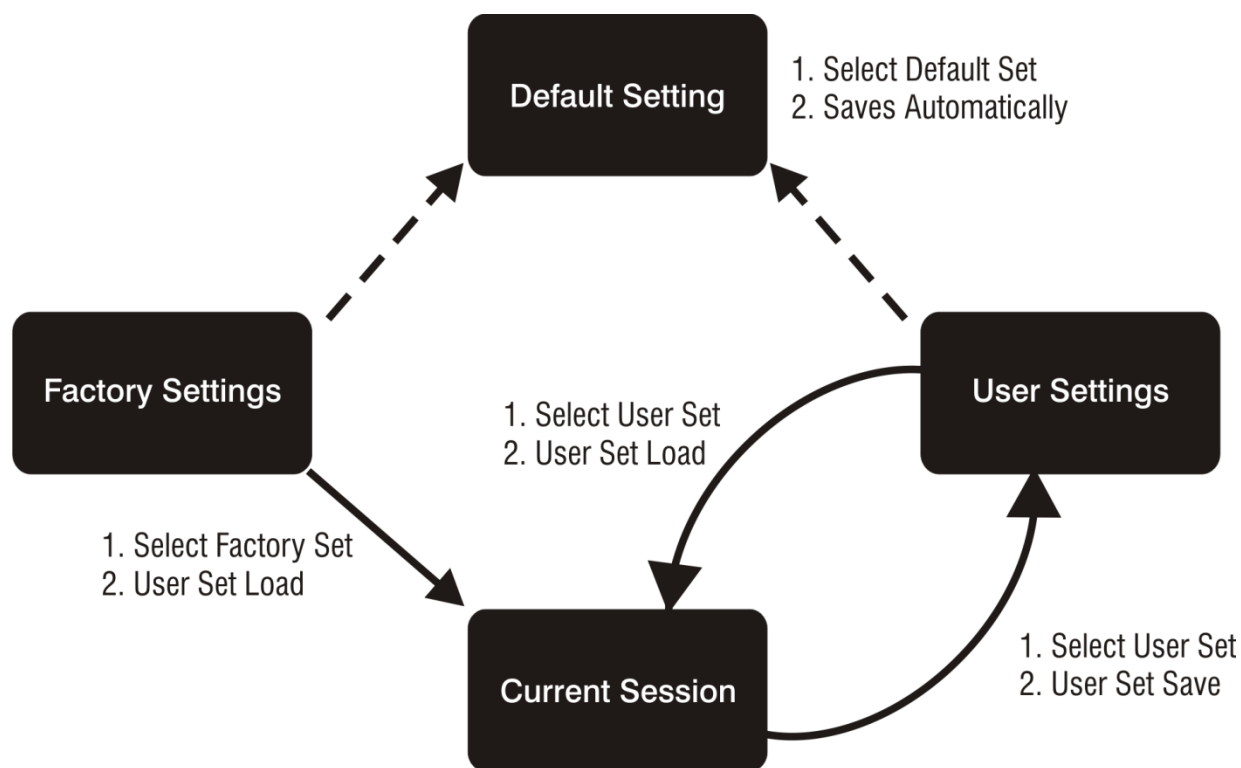 Default Setting
1. Select Default Set
2. Saves Automatically
Factory Settings
User Settings
1. Select User Set
2. User Set Load
1. Select Factory Set
2. User Set Load
Current Session
1. Select User Set
2. User Set Save